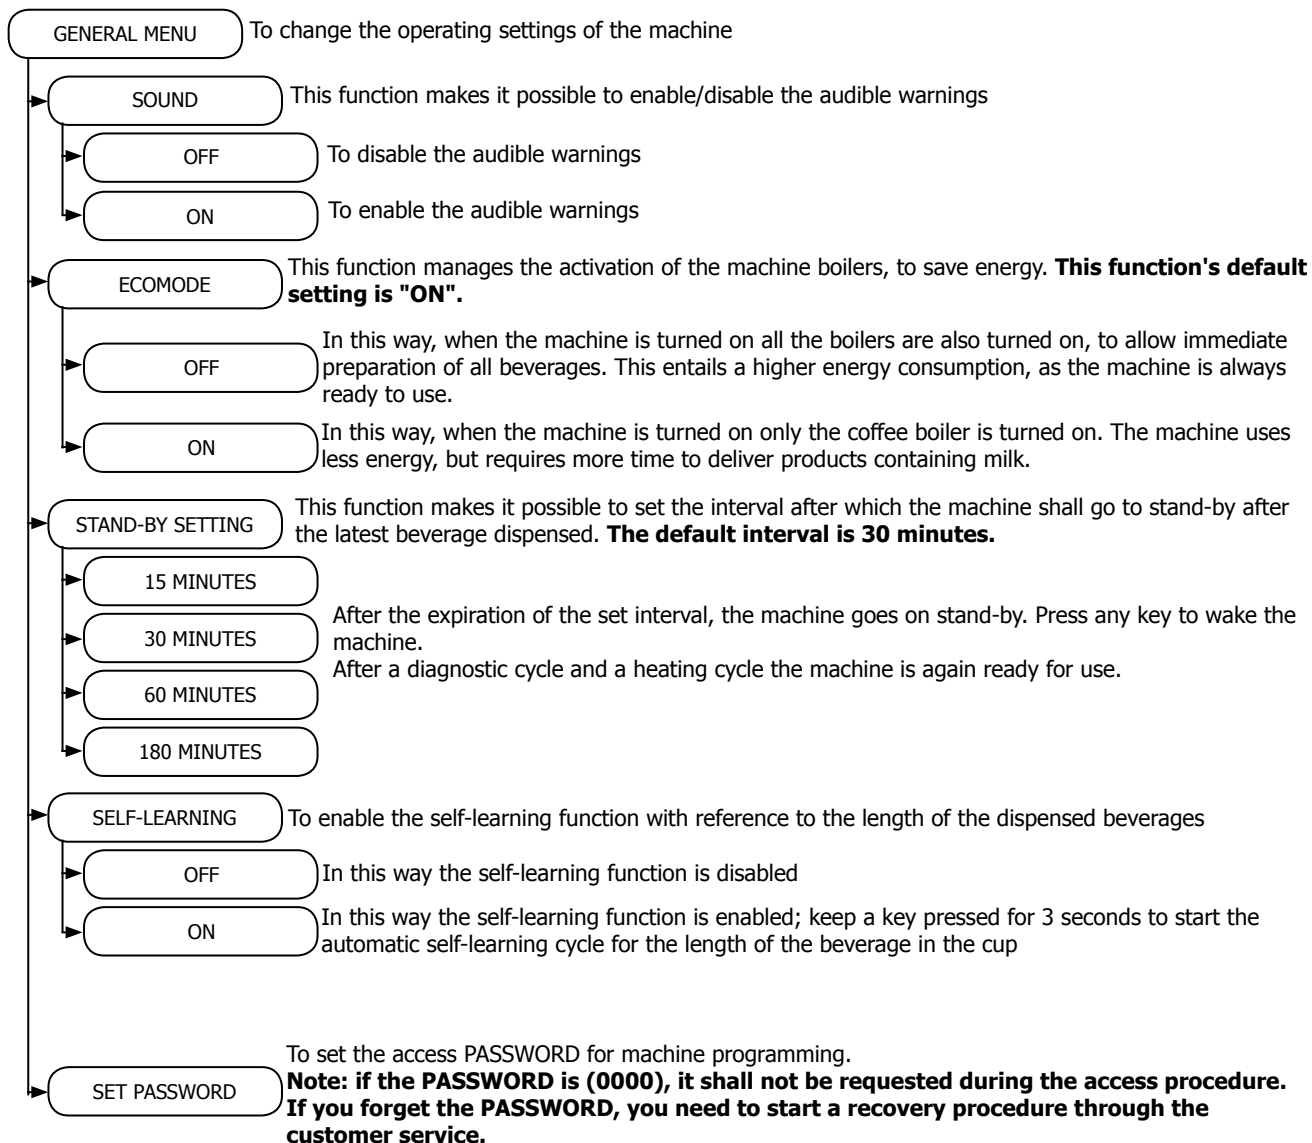 GENERAL MENU To change the operating settings of the machine
SOUND This function makes it possible to enable/disable the audible warnings
OFF To disable the audible warnings
ON To enable the audible warnings
ECOMODE
This function manages the activation of the machine boilers, to save energy. This function's default
setting is "ON".
OFF
In this way, when the machine is turned on all the boilers are also turned on, to allow immediate
preparation of all beverages. This entails a higher energy consumption, as the machine is always
ready to use.
ON
In this way, when the machine is turned on only the coffee boiler is turned on. The machine uses
less energy, but requires more time to deliver products containing milk.
STAND-BY SETTING
This function makes it possible to set the interval after which the machine shall go to stand-by after
the latest beverage dispensed. The default interval is 30 minutes.
15 MINUTES
30 MINUTES
60 MINUTES
180 MINUTES
After the expiration of the set interval, the machine goes on stand-by. Press any key to wake the
machine.
After a diagnostic cycle and a heating cycle the machine is again ready for use.
SELF-LEARNING To enable the self-learning function with reference to the length of the dispensed beverages
OFF In this way the self-learning function is disabled
ON
In this way the self-learning function is enabled; keep a key pressed for 3 seconds to start the
automatic self-learning cycle for the length of the beverage in the cup
SET PASSWORD
To set the access PASSWORD for machine programming.
Note: if the PASSWORD is (0000), it shall not be requested during the access procedure.
If you forget the PASSWORD, you need to start a recovery procedure through the
customer service.